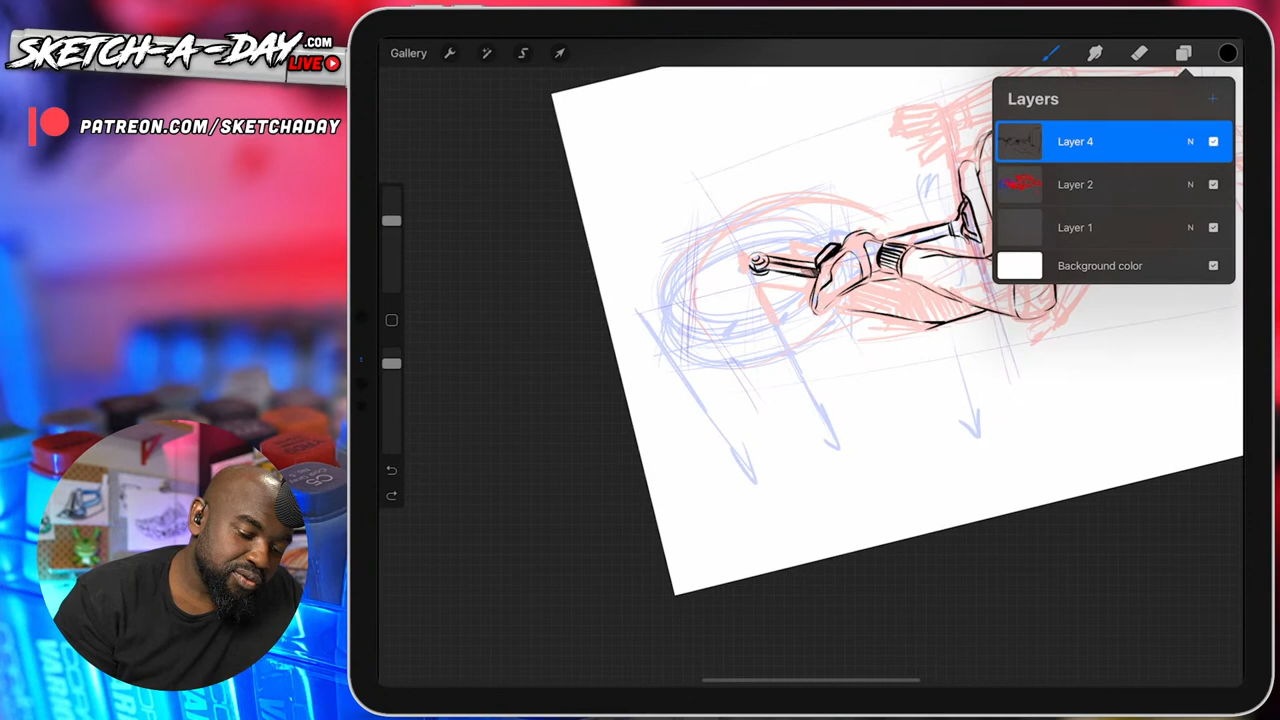 SKETCH-A-DAY.COM
LIVE
PATREON.COM/SKETCHADAY
Gallery
Layers
Layer 4 N
Layer 2 N
Layer 1 N
Background color